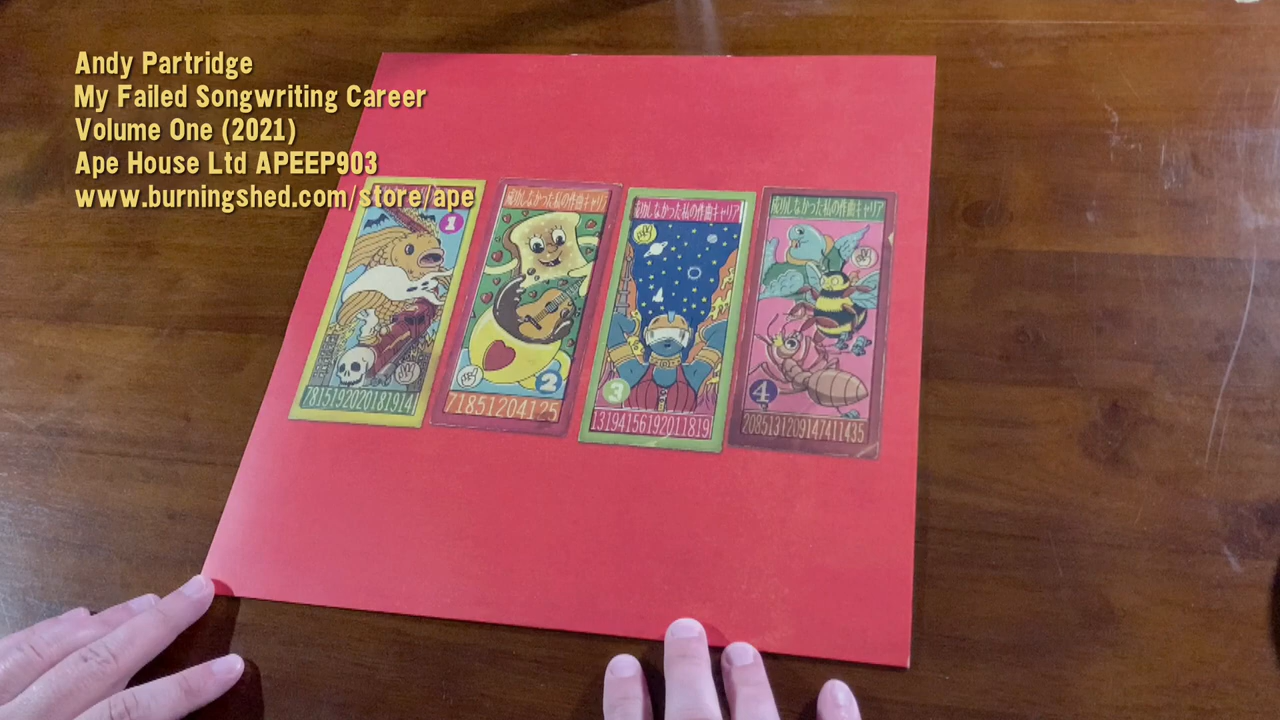 Andy Partridge
My Failed Songwriting Career
Volume One (2021)
Ape House Ltd APEEP903
www.burningshed.com/store/ape
1
7815192020181914
成功しなかった私の作曲キャリア
2
71851204125
成功しなかった私の作曲キャリア
3
13194156192011819
成功しなかった私の作曲キャリア
4
2085131209147411435